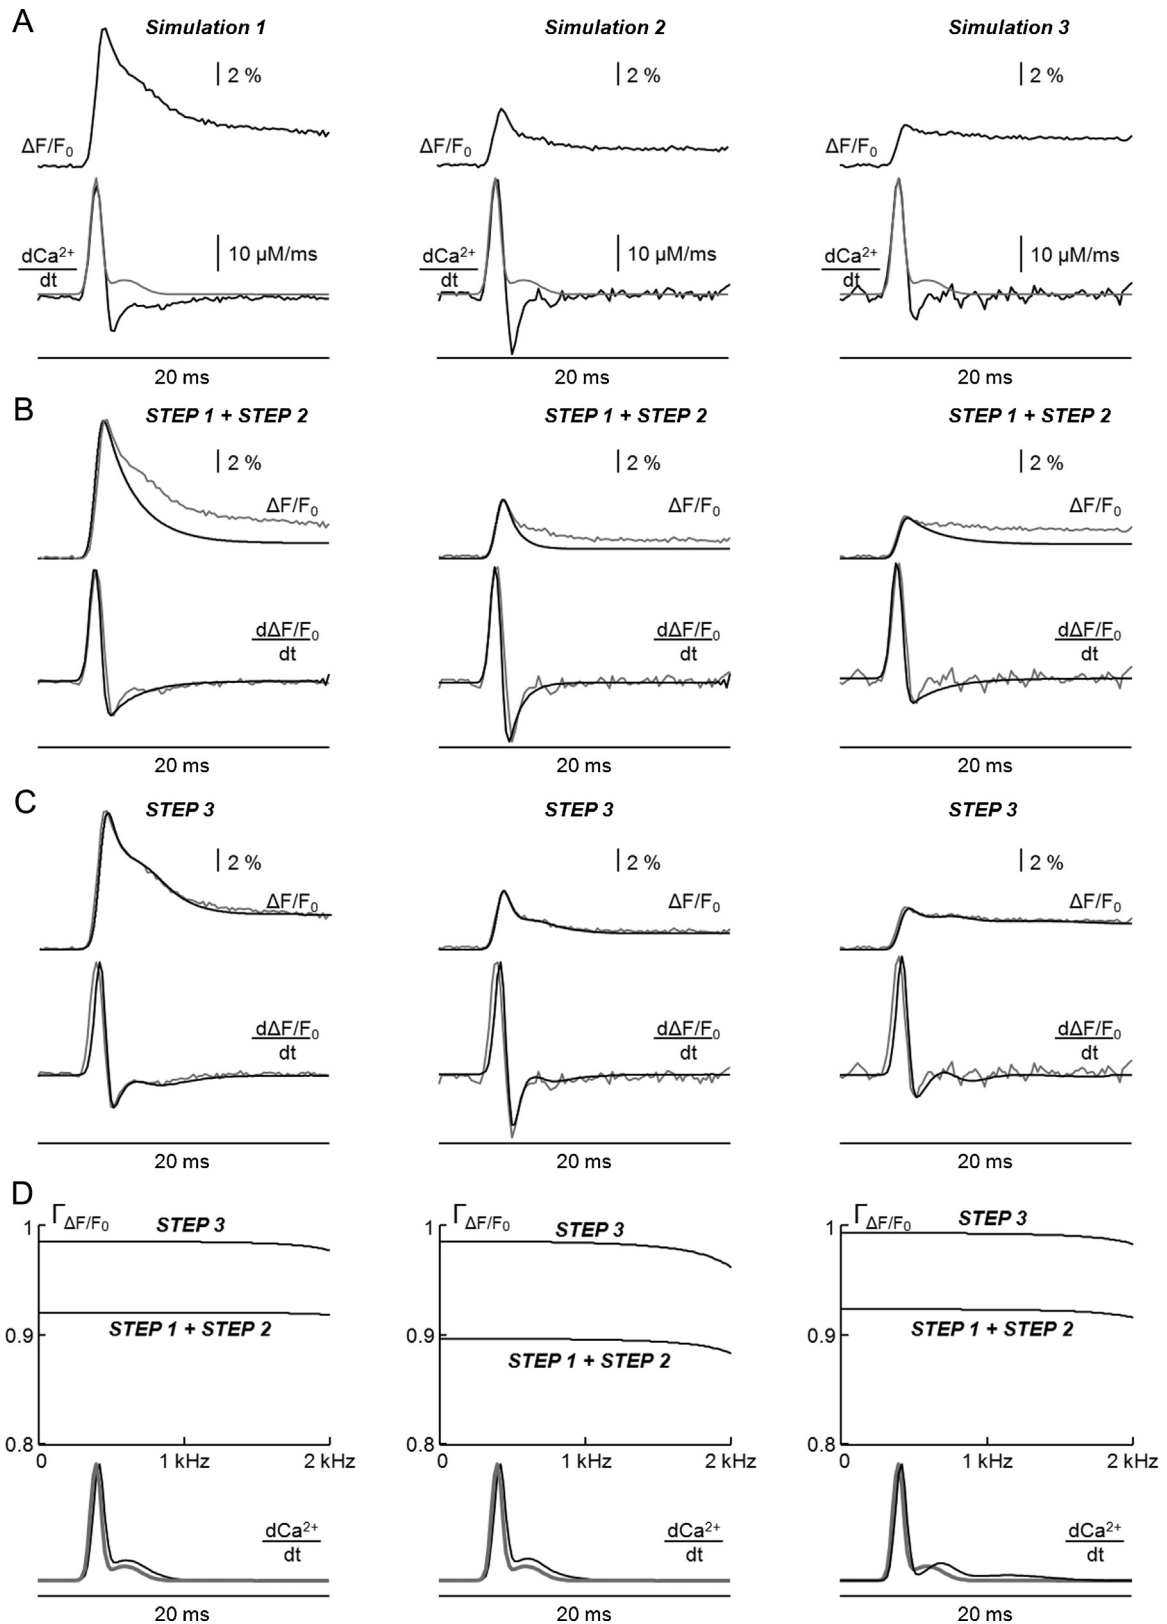 A
Simulation 1 Simulation 2 Simulation 3
2 % 2 % 2 %
ΔF/F₀ ΔF/F₀ ΔF/F₀
dCa²⁺ dCa²⁺ dCa²⁺
dt dt dt
10 µM/ms 10 µM/ms 10 µM/ms
20 ms 20 ms 20 ms
B
STEP 1 + STEP 2 STEP 1 + STEP 2 STEP 1 + STEP 2
2 % 2 % 2 %
ΔF/F₀ ΔF/F₀ ΔF/F₀
dΔF/F₀ dΔF/F₀ dΔF/F₀
dt dt dt
20 ms 20 ms 20 ms
C
STEP 3 STEP 3 STEP 3
2 % 2 % 2 %
ΔF/F₀ ΔF/F₀ ΔF/F₀
dΔF/F₀ dΔF/F₀ dΔF/F₀
dt dt dt
20 ms 20 ms 20 ms
D
1 Γ ΔF/F₀ STEP 3 1 Γ ΔF/F₀ STEP 3 1 Γ ΔF/F₀ STEP 3
0.9 STEP 1 + STEP 2 0.9 STEP 1 + STEP 2 0.9 STEP 1 + STEP 2
0.8 0.8 0.8
0 1 kHz 2 kHz 0 1 kHz 2 kHz 0 1 kHz 2 kHz
dCa²⁺ dCa²⁺ dCa²⁺
dt dt dt
20 ms 20 ms 20 ms